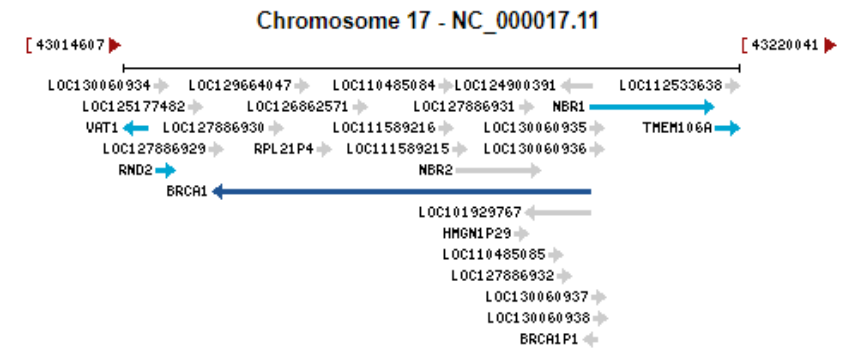 Chromosome 17 - NC_000017.11
[ 43014607 [ 43220041
LOC130060934 LOC129664047 LOC110485084 LOC124900391 LOC112533638
LOC125177482 LOC126862571 LOC127886931 NBR1
VAT1 LOC127886930 LOC111589216 LOC130060935 TMEM106A
LOC127886929 RPL21P4 LOC111589215 LOC130060936
RND2 NBR2
BRCA1
LOC101929767
HMGN1P29
LOC110485085
LOC127886932
LOC130060937
LOC130060938
BRCA1P1